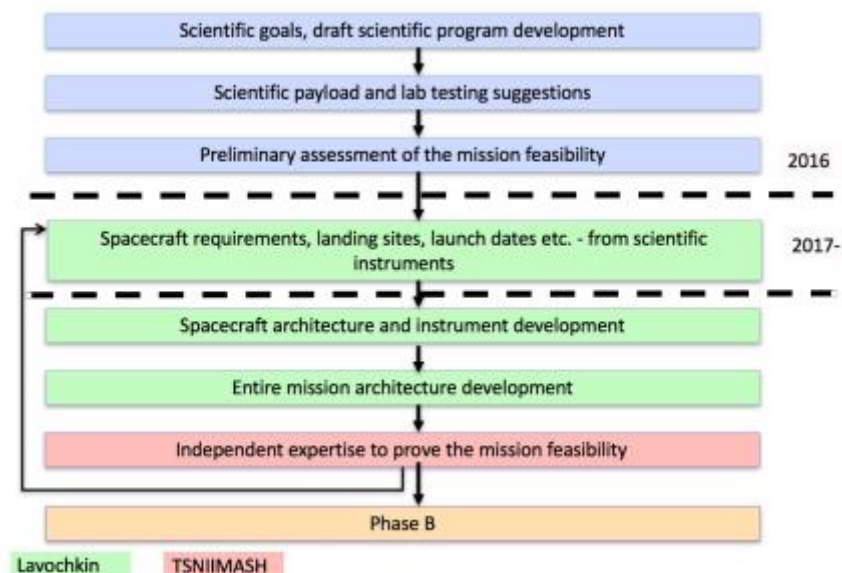 Scientific goals, draft scientific program development
Scientific payload and lab testing suggestions
Preliminary assessment of the mission feasibility
2016
Spacecraft requirements, landing sites, launch dates etc. - from scientific
instruments
2017-
Spacecraft architecture and instrument development
Entire mission architecture development
Independent expertise to prove the mission feasibility
Phase B
Lavochkin
TSNIIMASH